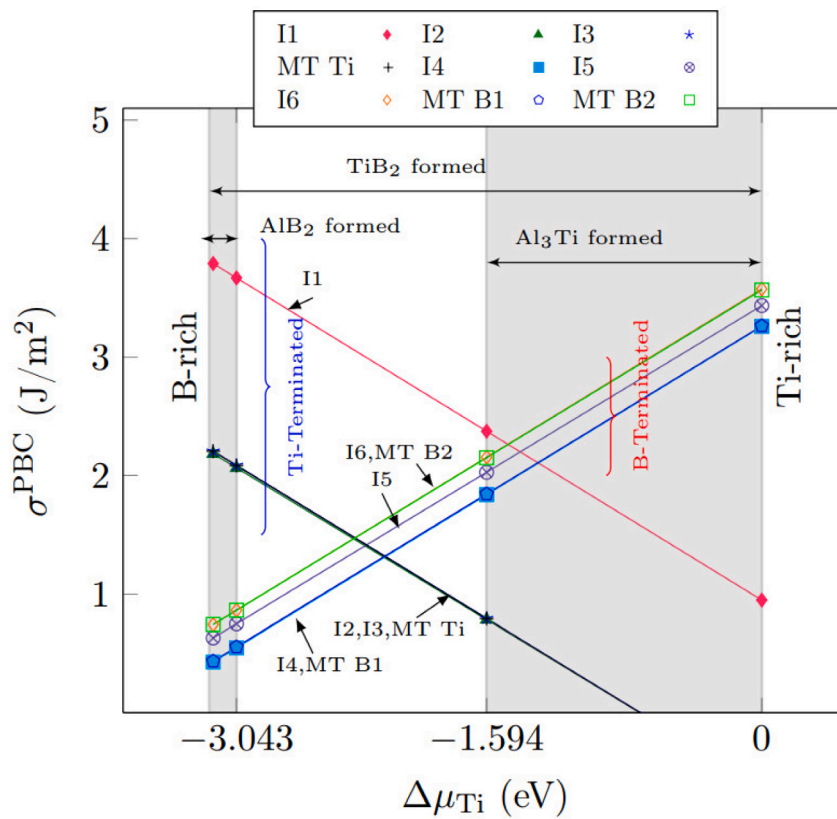 I1 I2 I3
MT Ti I4 I5
I6 MT B1 MT B2
5
TiB₂ formed
AlB₂ formed
4
Al₃Ti formed
I1
B-rich
Ti-Terminated
3
B-Terminated
Ti-rich
σᴾᴮᶜ (J/m²)
I6,MT B2
I5
2
1
I2,I3,MT Ti
I4,MT B1
−3.043 −1.594 0
Δμ_Ti (eV)